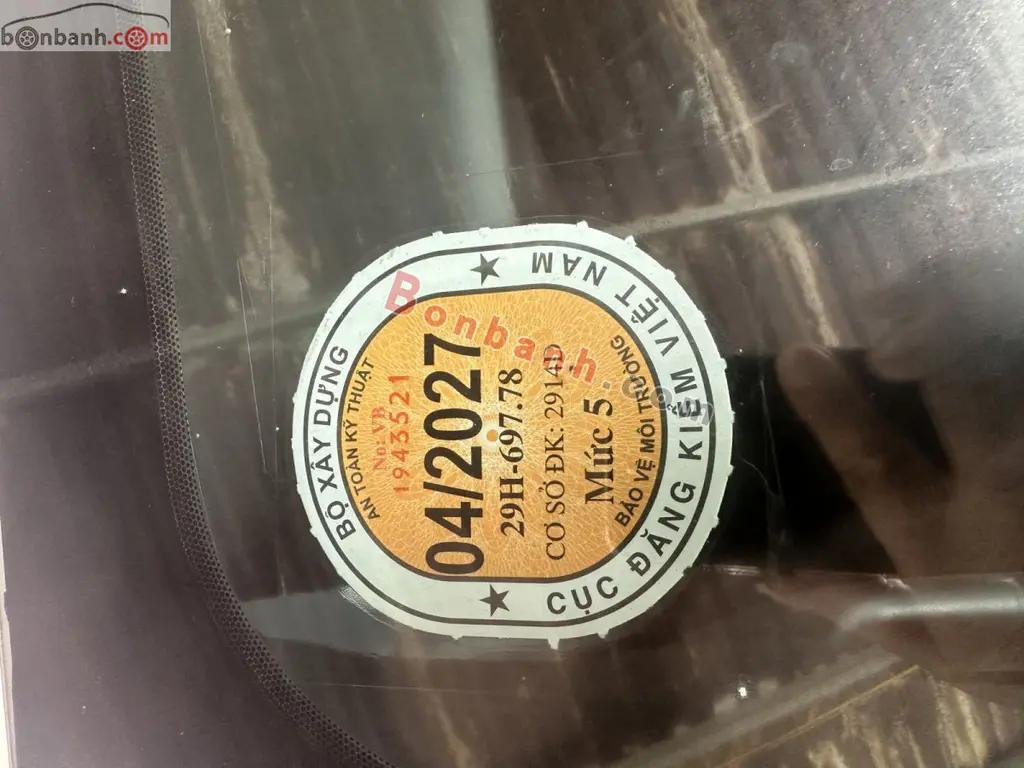 bonbanh.com
BỘ XÂY DỰNG
AN TOÀN KỸ THUẬT
No: VB
1943521
04/2027
29H-697.78
CƠ SỞ ĐK: 2914D
Mức 5
BẢO VỆ MÔI TRƯỜNG
CỤC ĐĂNG KIỂM VIỆT NAM
Bonbanh.com